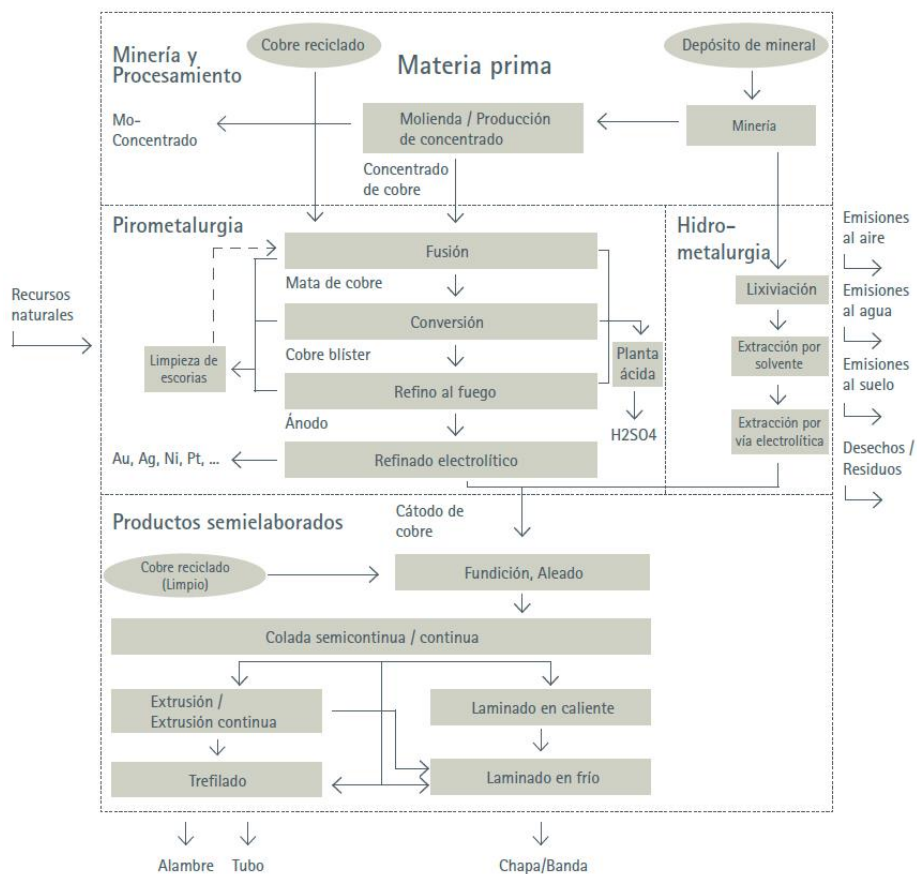 Minería y
Procesamiento
Cobre reciclado
Materia prima
Depósito de mineral
Mo-
Concentrado
Molienda / Producción
de concentrado
Minería
Concentrado
de cobre
Pirometalurgia
Hidro-
metalurgia
Fusión
Mata de cobre
Conversión
Cobre blíster
Limpieza de
escorias
Refino al fuego
Ánodo
Planta
ácida
H2SO4
Au, Ag, Ni, Pt, ...
Refinado electrolítico
Lixiviación
Extracción por
solvente
Extracción por
vía electrolítica
Recursos
naturales
Emisiones
al aire
Emisiones
al agua
Emisiones
al suelo
Desechos /
Residuos
Productos semielaborados
Cátodo de
cobre
Cobre reciclado
(Limpio)
Fundición, Aleado
Colada semicontinua / continua
Extrusión /
Extrusión continua
Laminado en caliente
Trefilado
Laminado en frío
Alambre
Tubo
Chapa/Banda